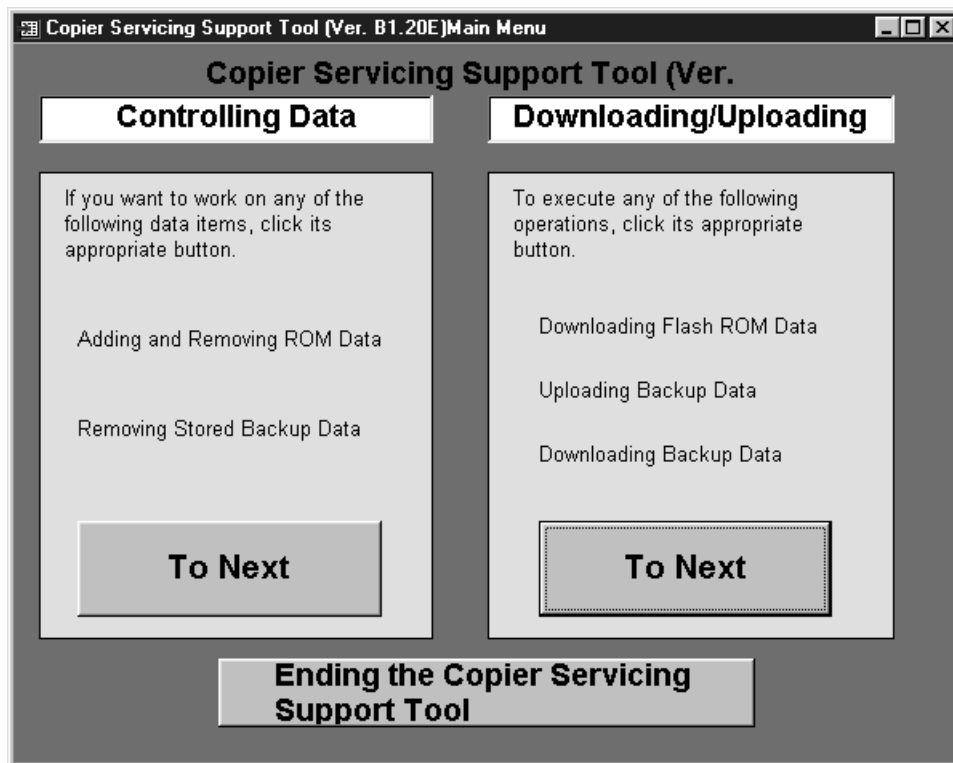 Copier Servicing Support Tool (Ver. B1.20E)Main Menu
Copier Servicing Support Tool (Ver.
Controlling Data
If you want to work on any of the
following data items, click its
appropriate button.
Adding and Removing ROM Data
Removing Stored Backup Data
To Next
Downloading/Uploading
To execute any of the following
operations, click its appropriate
button.
Downloading Flash ROM Data
Uploading Backup Data
Downloading Backup Data
To Next
Ending the Copier Servicing
Support Tool